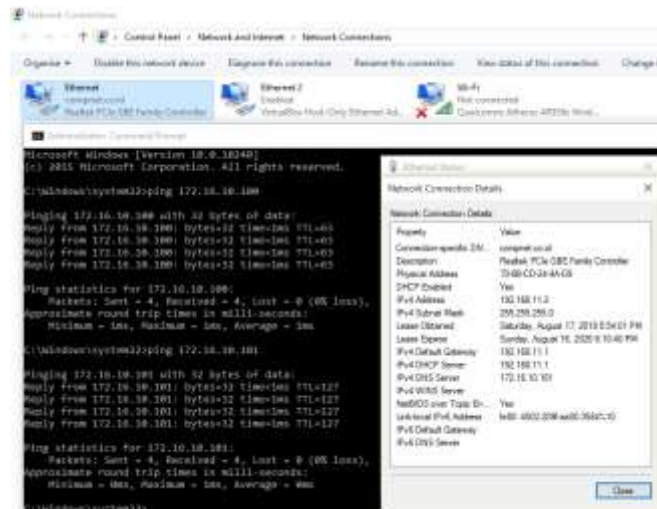 Network Connections
Control Panel › Network and Internet › Network Connections
Organise Disable this network device Diagnose this connection Rename this connection View status of this connection Change
Ethernet
Realtek PCIe GBE Family Controller
Ethernet 2
Enabled
VirtualBox Host-Only Ethernet Ad...
Wi-Fi
Not connected
Qualcomm Atheros
Administrator: Command Prompt
Microsoft Windows [Version 10.0.10240]
(c) 2015 Microsoft Corporation. All rights reserved.
C:\Windows\system32>ping 172.16.10.100
Pinging 172.16.10.100 with 32 bytes of data:
Reply from 172.16.10.100: bytes=32 time=1ms TTL=63
Reply from 172.16.10.100: bytes=32 time=1ms TTL=63
Reply from 172.16.10.100: bytes=32 time=1ms TTL=63
Reply from 172.16.10.100: bytes=32 time=1ms TTL=63
Ping statistics for 172.16.10.100:
Packets: Sent = 4, Received = 4, Lost = 0 (0% loss),
Approximate round trip times in milli-seconds:
Minimum = 1ms, Maximum = 1ms, Average = 1ms
C:\Windows\system32>ping 172.16.10.101
Pinging 172.16.10.101 with 32 bytes of data:
Reply from 172.16.10.101: bytes=32 time<1ms TTL=127
Reply from 172.16.10.101: bytes=32 time<1ms TTL=127
Reply from 172.16.10.101: bytes=32 time<1ms TTL=127
Reply from 172.16.10.101: bytes=32 time<1ms TTL=127
Ping statistics for 172.16.10.101:
Packets: Sent = 4, Received = 4, Lost = 0 (0% loss),
Approximate round trip times in milli-seconds:
Minimum = 0ms, Maximum = 1ms, Average = 0ms
C:\Windows\system32>
Ethernet Status
Network Connection Details
Network Connection Details:
Property Value
Connection-specific DN...
Description Realtek PCIe GBE Family Controller
Physical Address
DHCP Enabled Yes
IPv4 Address 192.168.11.2
IPv4 Subnet Mask 255.255.255.0
Lease Obtained Saturday, August 17, 2019
Lease Expires Sunday, August 16, 2020
IPv4 Default Gateway 192.168.11.1
IPv4 DHCP Server 192.168.11.1
IPv4 DNS Server 172.16.10.101
IPv4 WINS Server
NetBIOS over Tcpip En... Yes
Link-local IPv6 Address
IPv6 Default Gateway
IPv6 DNS Server
Close